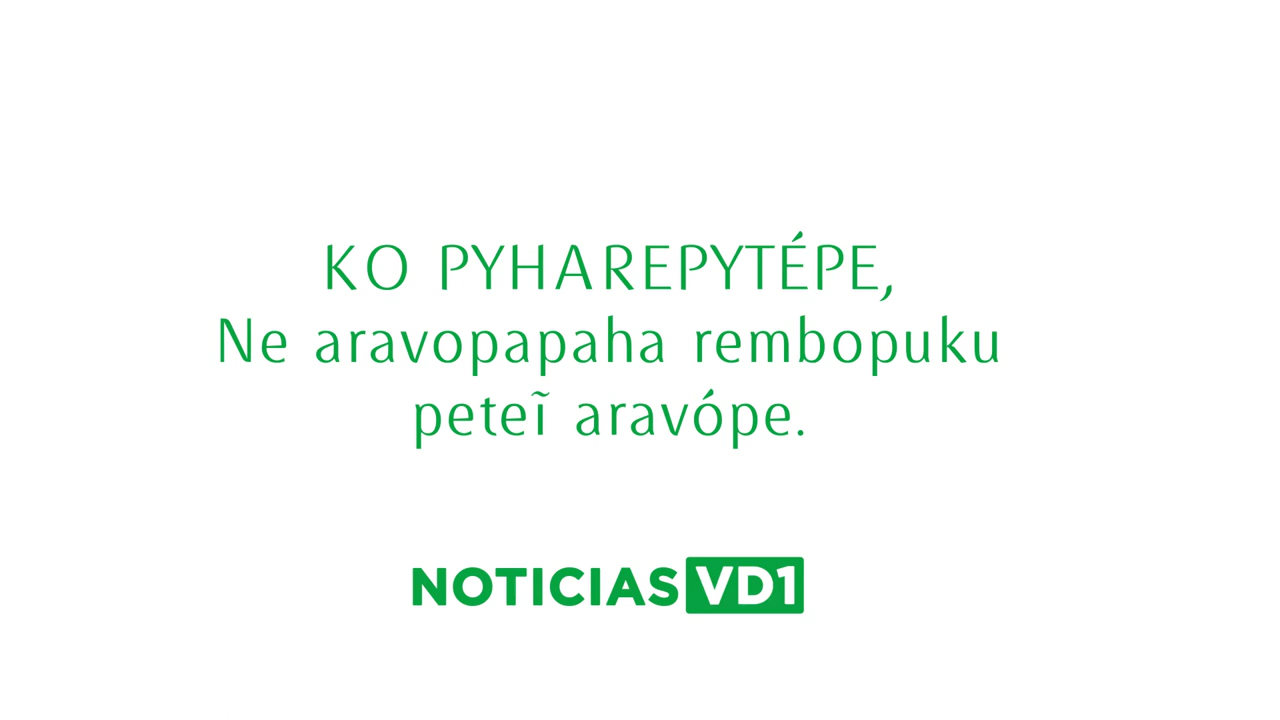 KO PYHAREPYTÉPE,
Ne aravopapaha rembopuku
peteĩ aravópe.
NOTICIAS VD1